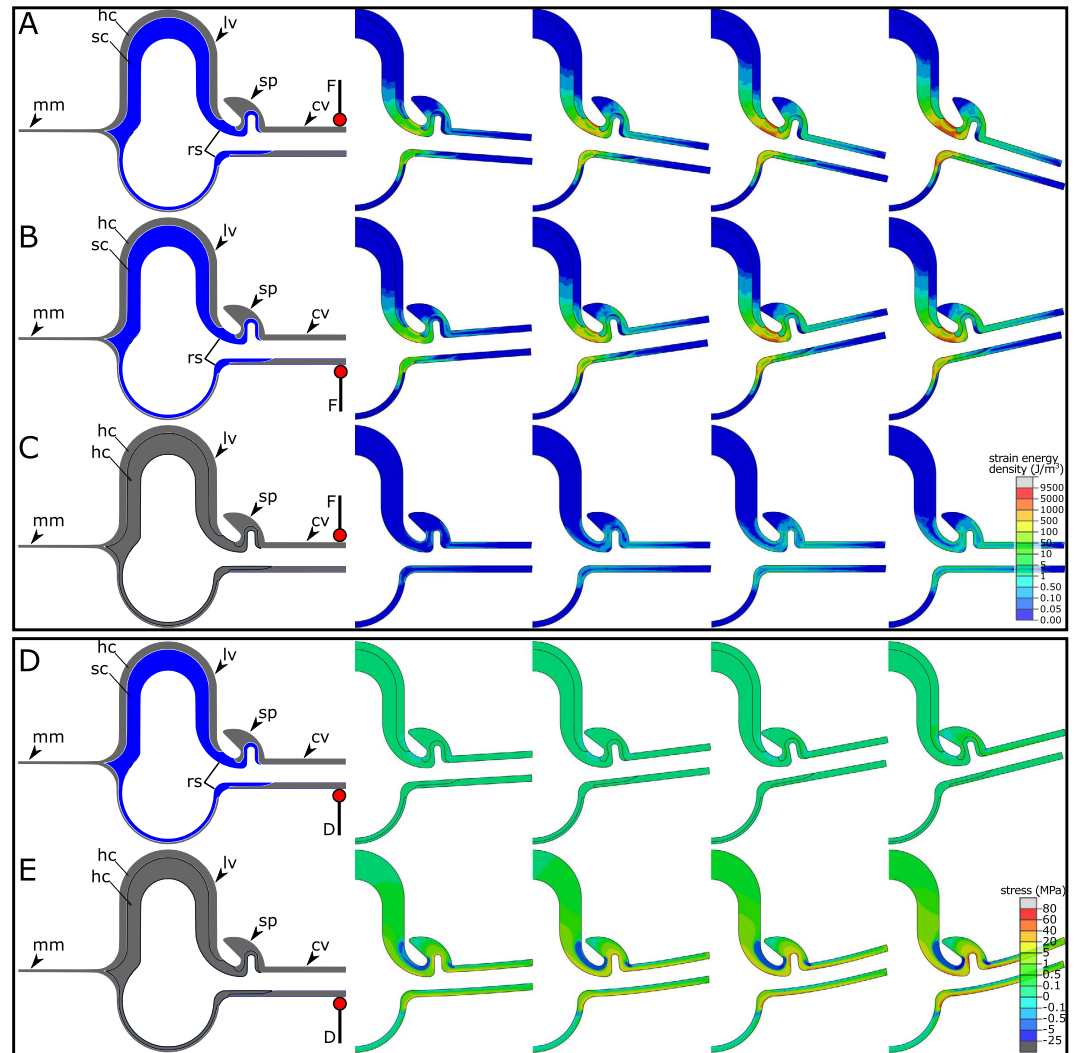 A
hc
sc
lv
mm
sp
F
cv
rs
B
hc
sc
lv
mm
sp
cv
rs
F
C
hc
hc
lv
mm
sp
F
cv
strain energy
density (J/m³)
9500
5000
1000
500
100
50
10
5
1
0.50
0.10
0.05
0.00
D
hc
sc
lv
mm
sp
cv
rs
D
E
hc
hc
lv
mm
sp
cv
D
stress (MPa)
80
60
40
20
5
1
0.5
0.1
0
-0.1
-0.5
-5
-25